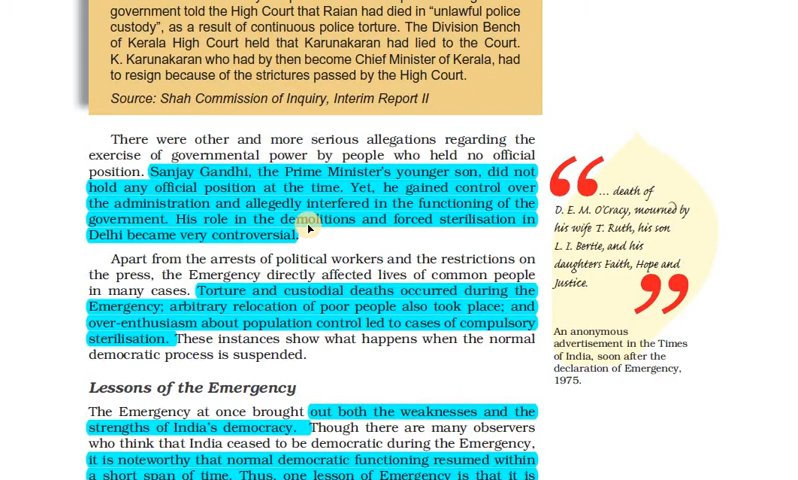 government told the High Court that Rajan had died in “unlawful police
custody”, as a result of continuous police torture. The Division Bench
of Kerala High Court held that Karunakaran had lied to the Court.
K. Karunakaran who had by then become Chief Minister of Kerala, had
to resign because of the strictures passed by the High Court.
Source: Shah Commission of Inquiry, Interim Report II
There were other and more serious allegations regarding the
exercise of governmental power by people who held no official
position. Sanjay Gandhi, the Prime Minister’s younger son, did not
hold any official position at the time. Yet, he gained control over
the administration and allegedly interfered in the functioning of the
government. His role in the demolitions and forced sterilisation in
Delhi became very controversial.
Apart from the arrests of political workers and the restrictions on
the press, the Emergency directly affected lives of common people
in many cases. Torture and custodial deaths occurred during the
Emergency; arbitrary relocation of poor people also took place; and
over-enthusiasm about population control led to cases of compulsory
sterilisation. These instances show what happens when the normal
democratic process is suspended.
Lessons of the Emergency
The Emergency at once brought out both the weaknesses and the
strengths of India’s democracy. Though there are many observers
who think that India ceased to be democratic during the Emergency,
it is noteworthy that normal democratic functioning resumed within
a short span of time. Thus, one lesson of Emergency is that it is
“
... death of
D. E. M. O’Cracy, mourned by
his wife T. Ruth, his son
L. I. Bertie, and his
daughters Faith, Hope and
Justice.
”
An anonymous
advertisement in the Times
of India, soon after the
declaration of Emergency,
1975.